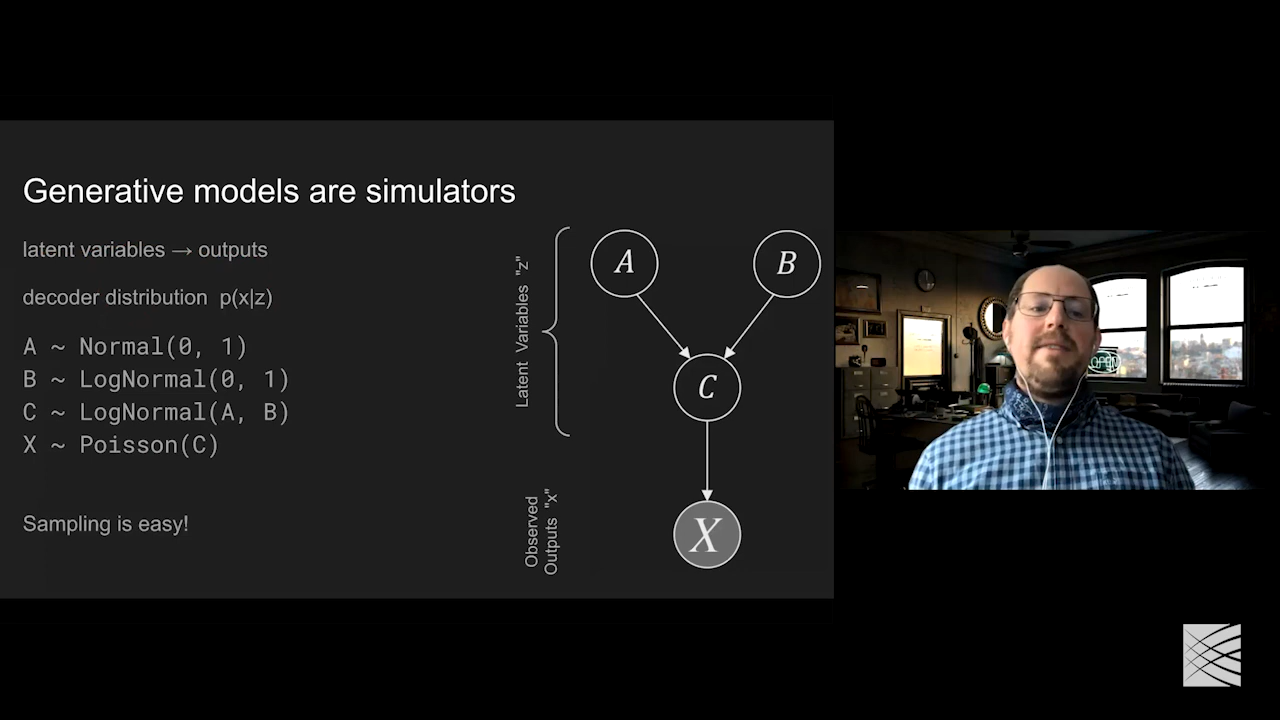 Generative models are simulators
latent variables → outputs
decoder distribution p(x|z)
A ~ Normal(0, 1)
B ~ LogNormal(0, 1)
C ~ LogNormal(A, B)
X ~ Poisson(C)
Sampling is easy!
Latent Variables "z"
A
B
C
Observed
Outputs "x"
X
OPEN